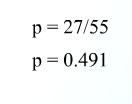 p = 27/55
p = 0.491